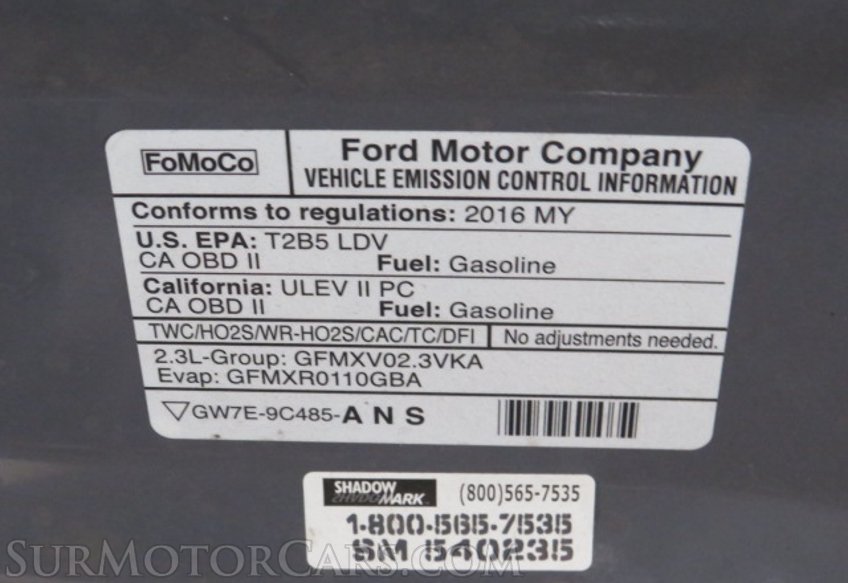 FoMoCo
Ford Motor Company
VEHICLE EMISSION CONTROL INFORMATION
Conforms to regulations: 2016 MY
U.S. EPA: T2B5 LDV
CA OBD II Fuel: Gasoline
California: ULEV II PC
CA OBD II Fuel: Gasoline
TWC/HO2S/WR-HO2S/CAC/TC/DFI No adjustments needed.
2.3L-Group: GFMXV02.3VKA
Evap: GFMXR0110GBA
GW7E-9C485-A N S
SHADOW MARK (800)565-7535
1-800-565-7535
SM 540235
SurMotorCars.com